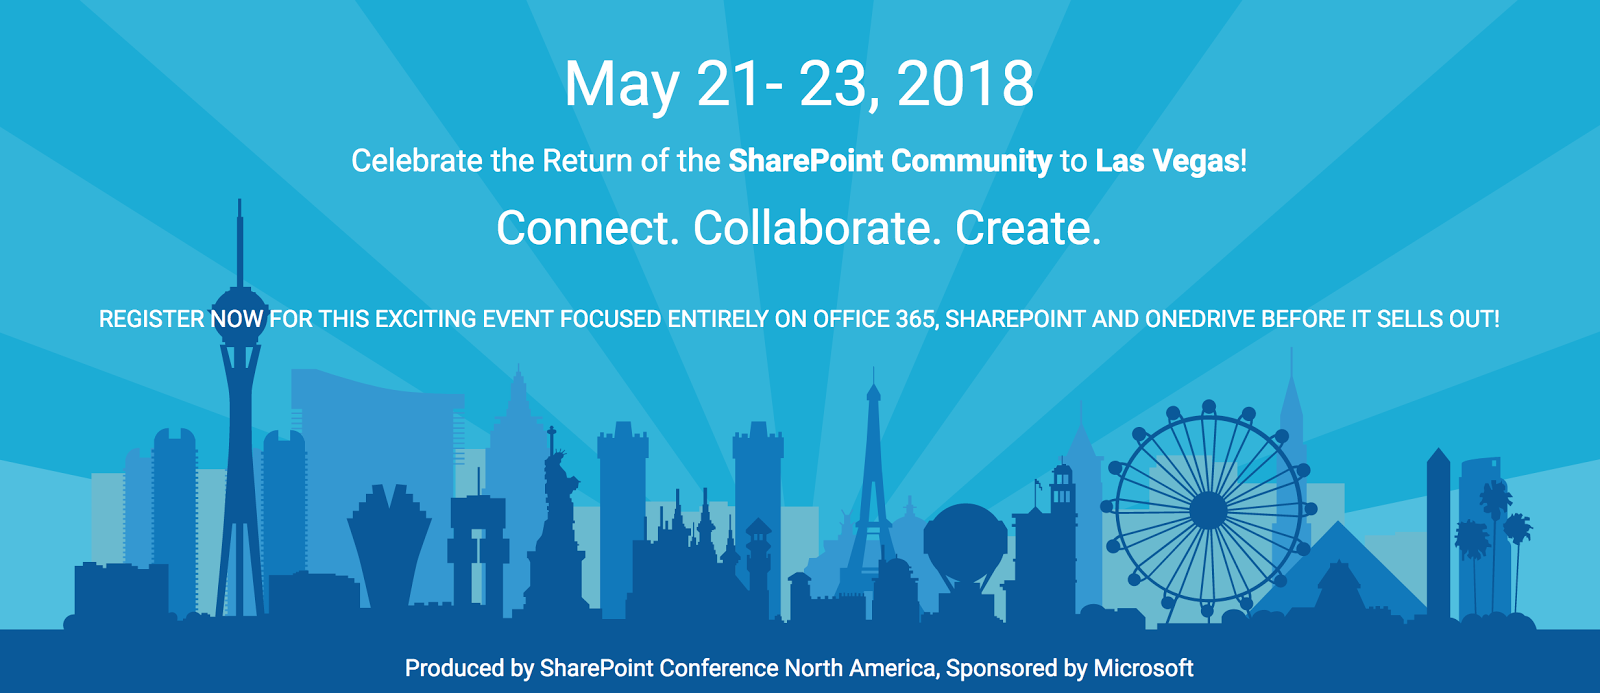 May 21- 23, 2018
Celebrate the Return of the SharePoint Community to Las Vegas!
Connect. Collaborate. Create.
REGISTER NOW FOR THIS EXCITING EVENT FOCUSED ENTIRELY ON OFFICE 365, SHAREPOINT AND ONEDRIVE BEFORE IT SELLS OUT!
Produced by SharePoint Conference North America, Sponsored by Microsoft